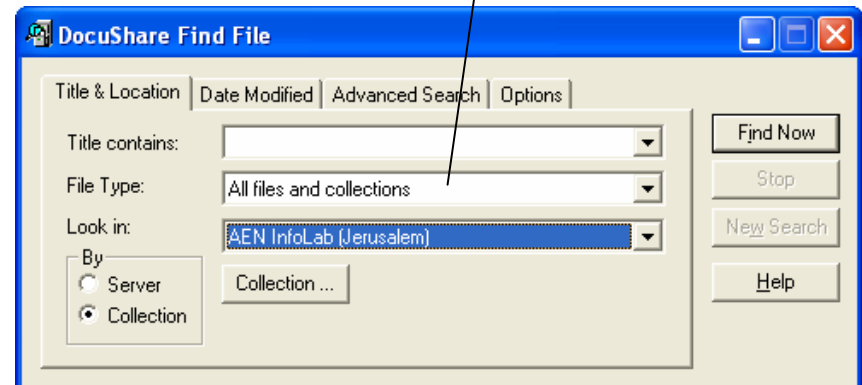 DocuShare Find File
Title & Location Date Modified Advanced Search Options
Title contains:
File Type: All files and collections
Look in: AEN InfoLab (Jerusalem)
By
Server
Collection
Collection ...
Find Now
Stop
New Search
Help